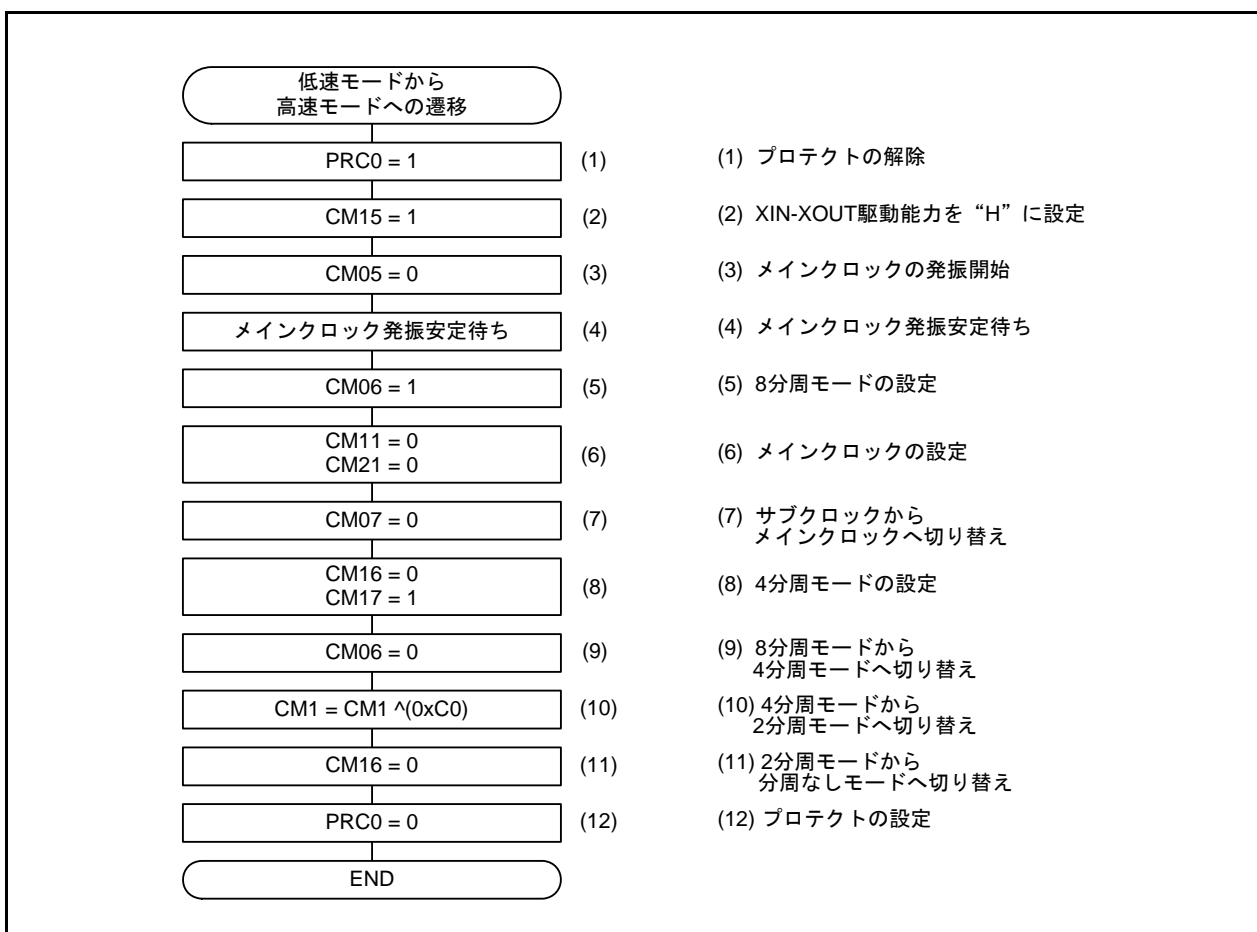 低速モードから
高速モードへの遷移
PRC0 = 1
(1)
(1) プロテクトの解除
CM15 = 1
(2)
(2) XIN-XOUT駆動能力を“H”に設定
CM05 = 0
(3)
(3) メインクロックの発振開始
メインクロック発振安定待ち
(4)
(4) メインクロック発振安定待ち
CM06 = 1
(5)
(5) 8分周モードの設定
CM11 = 0
CM21 = 0
(6)
(6) メインクロックの設定
CM07 = 0
(7)
(7) サブクロックから
メインクロックへ切り替え
CM16 = 0
CM17 = 1
(8)
(8) 4分周モードの設定
CM06 = 0
(9)
(9) 8分周モードから
4分周モードへ切り替え
CM1 = CM1 ^(0xC0)
(10)
(10) 4分周モードから
2分周モードへ切り替え
CM16 = 0
(11)
(11) 2分周モードから
分周なしモードへ切り替え
PRC0 = 0
(12)
(12) プロテクトの設定
END